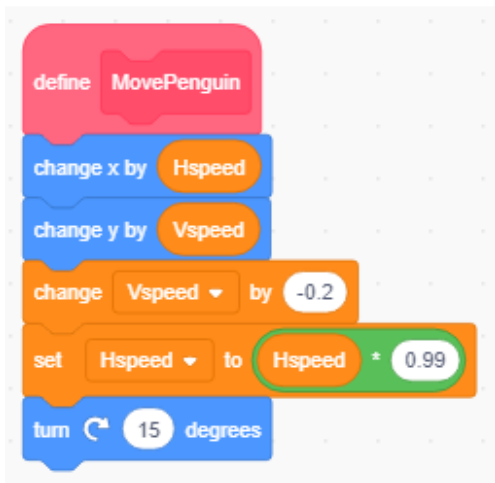 define MovePenguin
change x by Hspeed
change y by Vspeed
change Vspeed by -0.2
set Hspeed to Hspeed * 0.99
turn 15 degrees